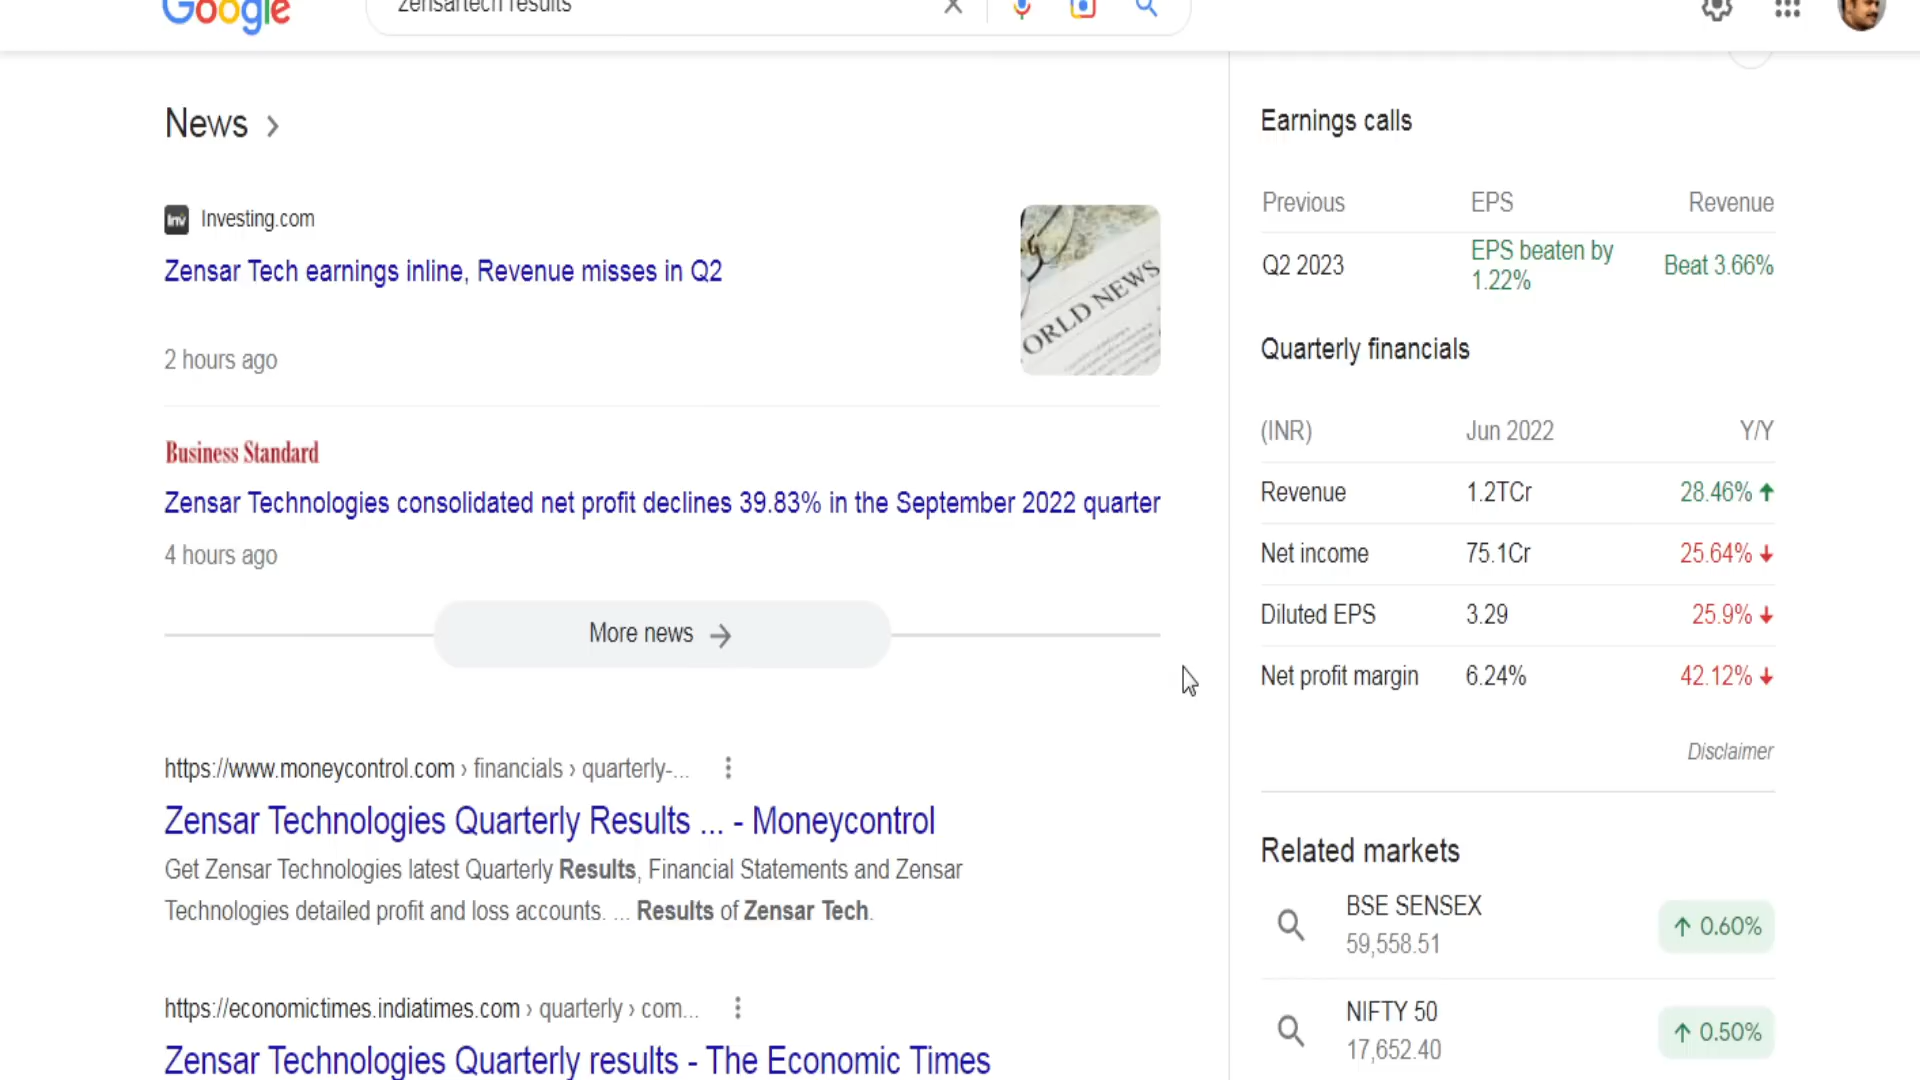 Google
zensartech results
News
Investing.com
Zensar Tech earnings inline, Revenue misses in Q2
2 hours ago
ORLD NEWS
Business Standard
Zensar Technologies consolidated net profit declines 39.83% in the September 2022 quarter
4 hours ago
More news
https://www.moneycontrol.com › financials › quarterly-...
Zensar Technologies Quarterly Results ... - Moneycontrol
Get Zensar Technologies latest Quarterly Results, Financial Statements and Zensar
Technologies detailed profit and loss accounts. ... Results of Zensar Tech.
https://economictimes.indiatimes.com › quarterly › com...
Zensar Technologies Quarterly results - The Economic Times
Earnings calls
Previous EPS Revenue
Q2 2023 EPS beaten by 1.22% Beat 3.66%
Quarterly financials
(INR) Jun 2022 Y/Y
Revenue 1.2TCr 28.46%
Net income 75.1Cr 25.64%
Diluted EPS 3.29 25.9%
Net profit margin 6.24% 42.12%
Disclaimer
Related markets
BSE SENSEX
59,558.51
0.60%
NIFTY 50
17,652.40
0.50%